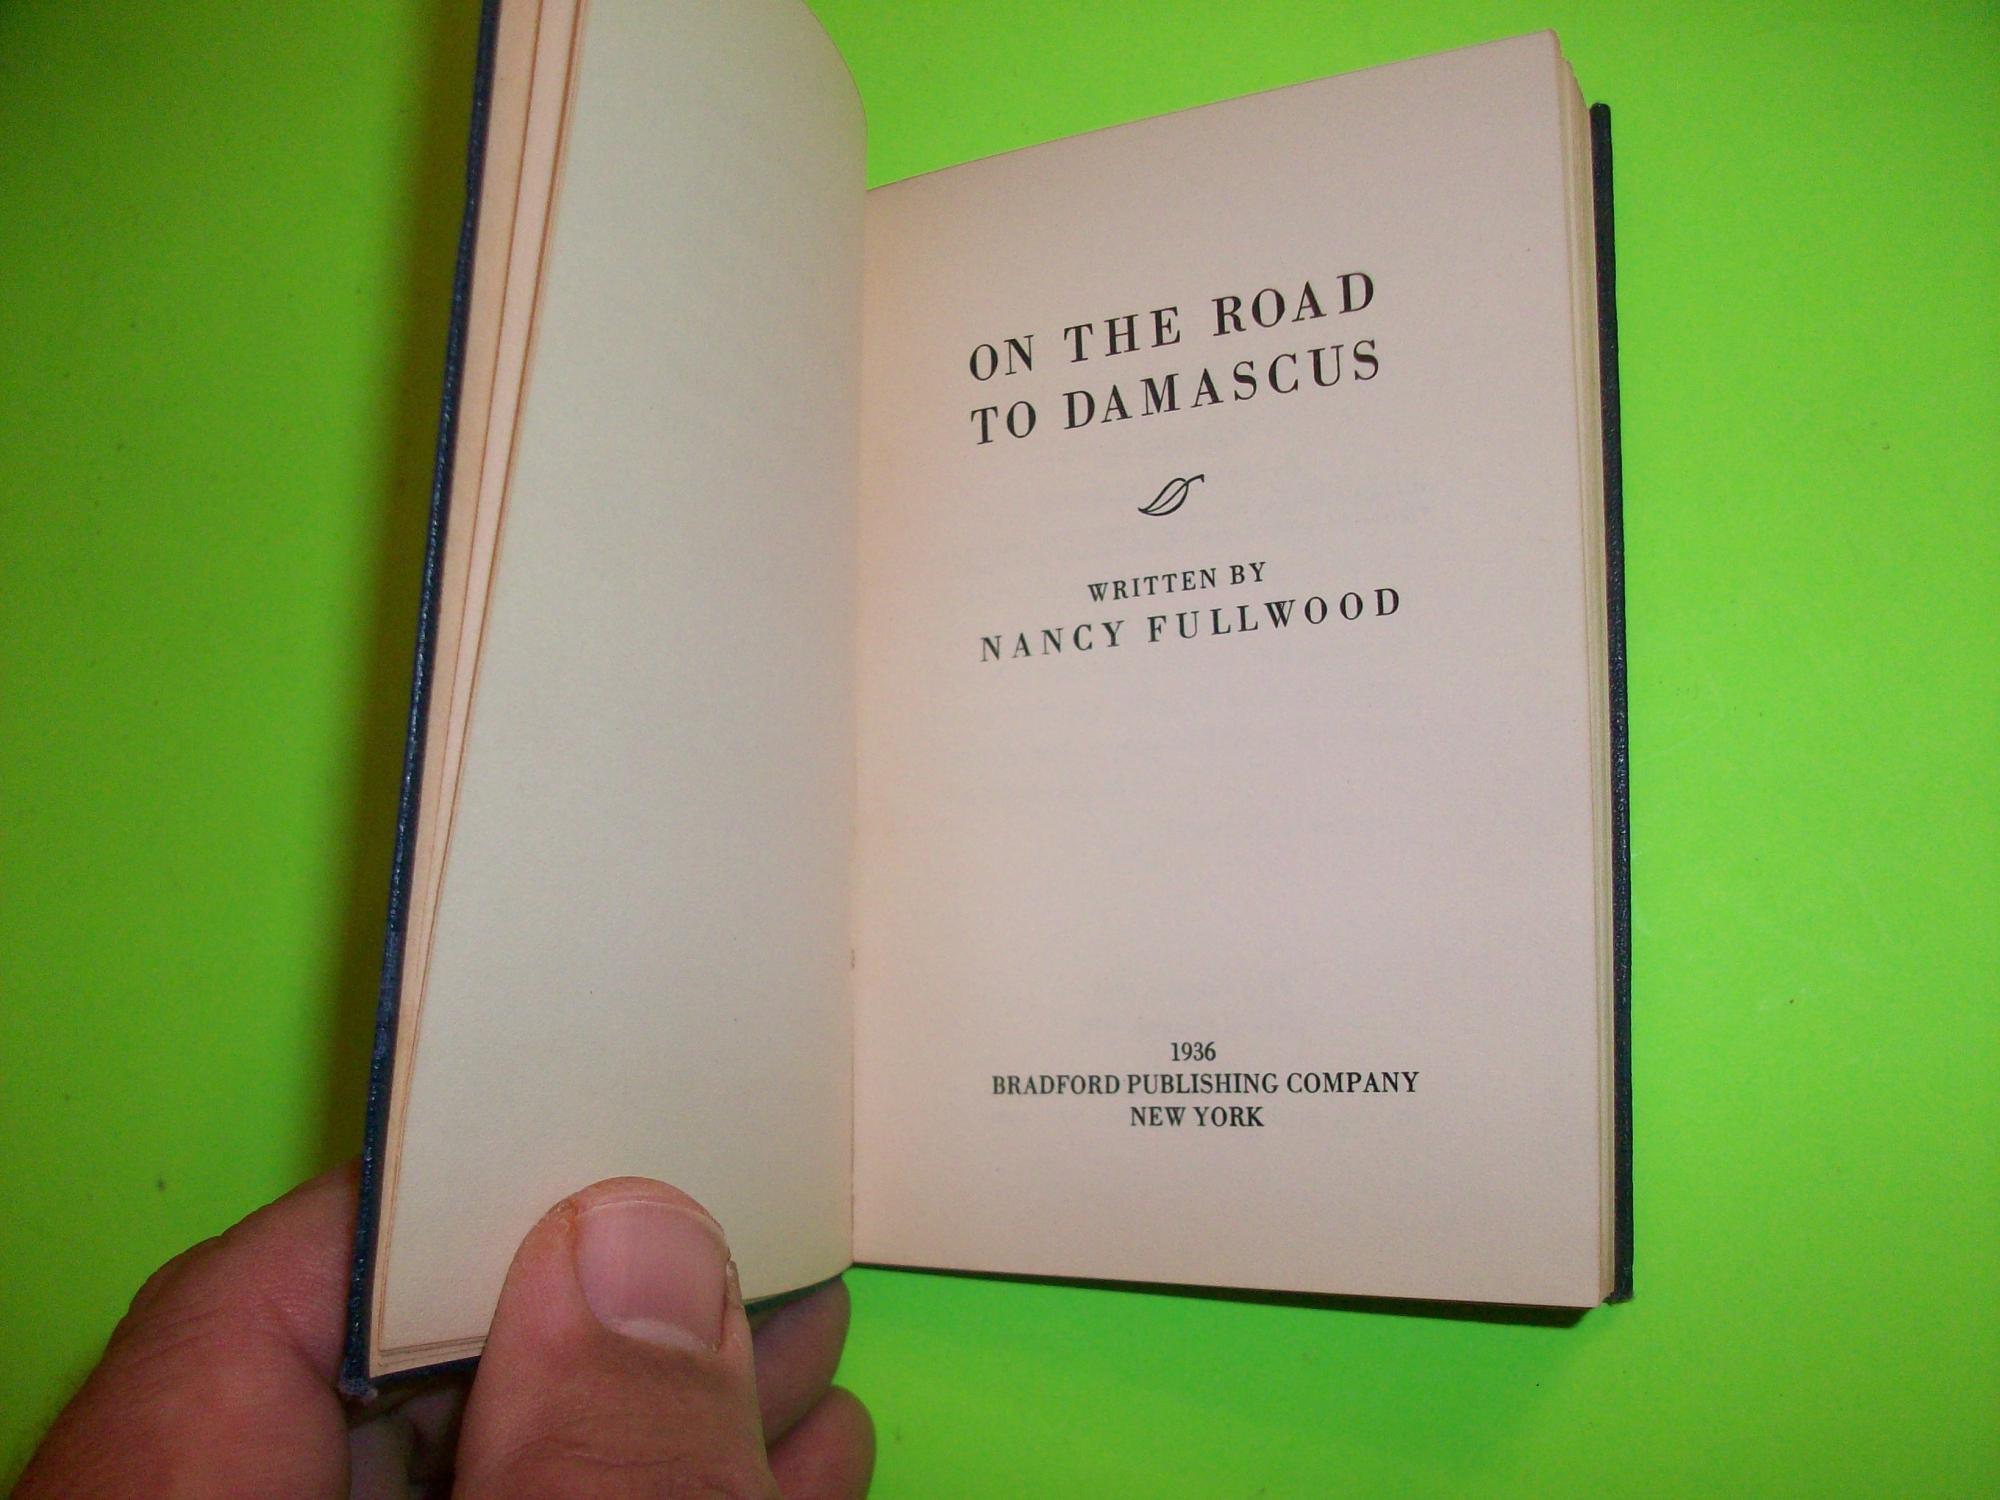 ON THE ROAD
TO DAMASCUS
WRITTEN BY
NANCY FULLWOOD
1936
BRADFORD PUBLISHING COMPANY
NEW YORK